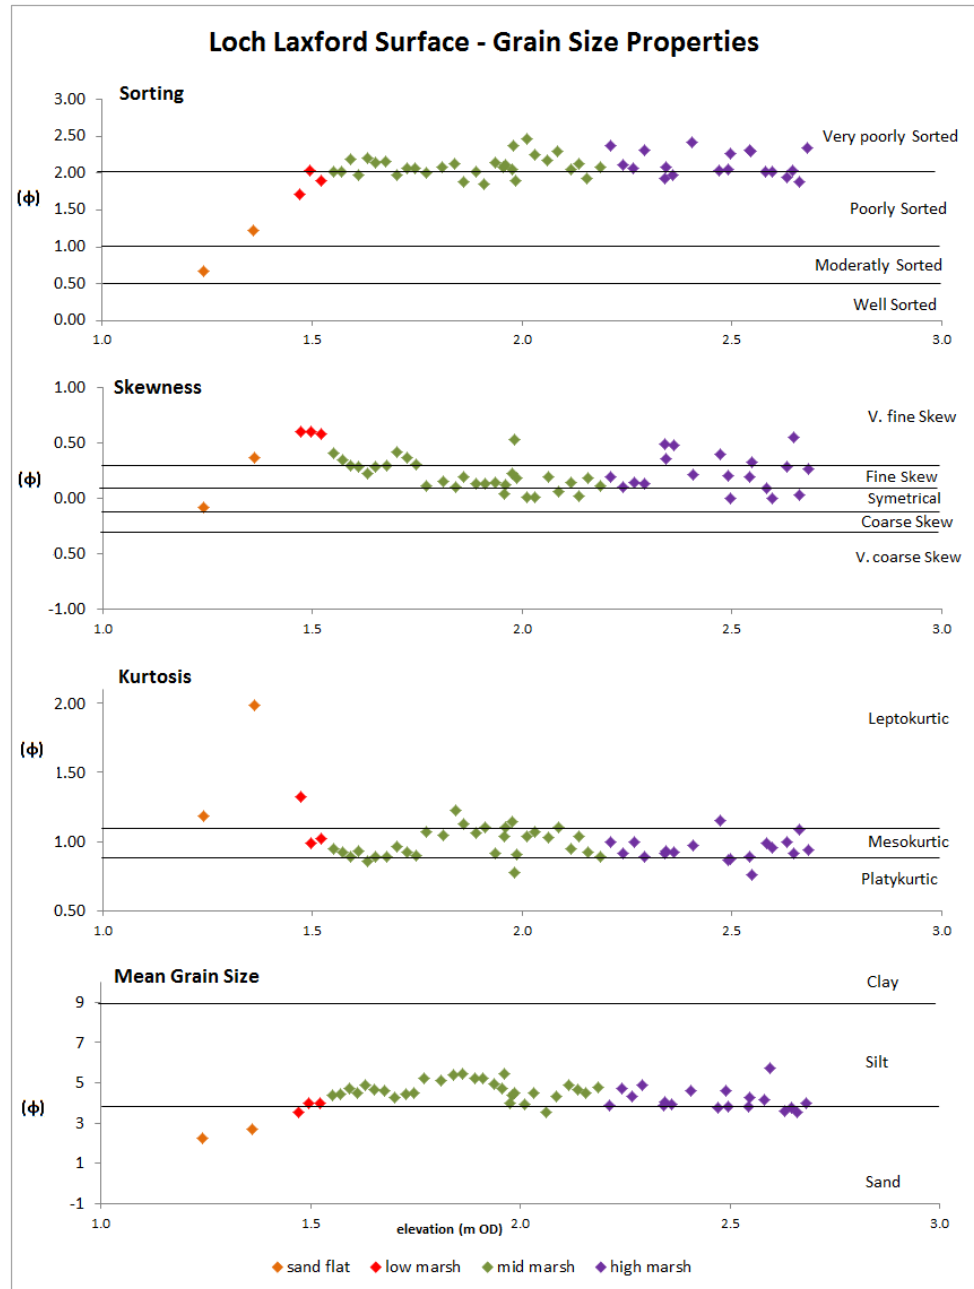 Loch Laxford Surface - Grain Size Properties
Sorting
3.00
2.50
Very poorly Sorted
2.00
(ϕ)
1.50
Poorly Sorted
1.00
Moderatly Sorted
0.50
Well Sorted
0.00
1.0 1.5 2.0 2.5 3.0
Skewness
1.00
V. fine Skew
0.50
(ϕ)
Fine Skew
0.00
Symetrical
Coarse Skew
0.50
V. coarse Skew
-1.00
1.0 1.5 2.0 2.5 3.0
Kurtosis
2.00
Leptokurtic
(ϕ)
1.50
1.00
Mesokurtic
Platykurtic
0.50
1.0 1.5 2.0 2.5 3.0
Mean Grain Size
Clay
9
7
Silt
5
(ϕ)
3
1
Sand
-1
1.0 1.5 2.0 2.5 3.0
elevation (m OD)
sand flat low marsh mid marsh high marsh